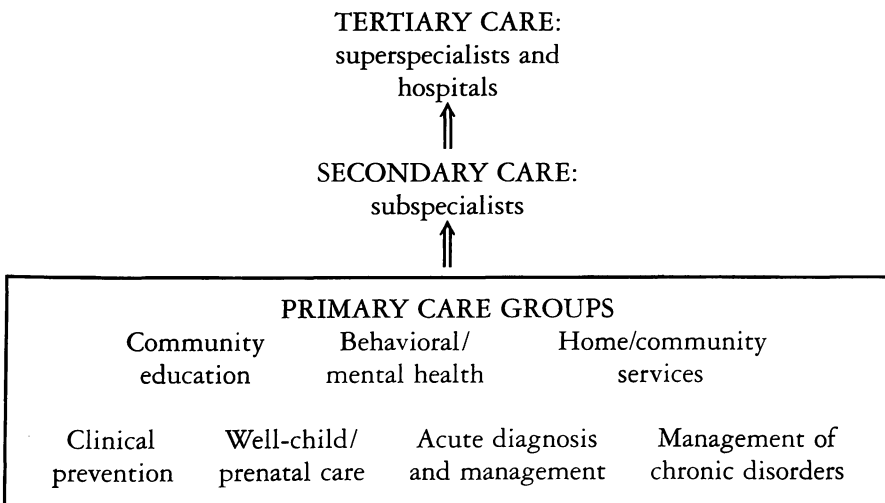 TERTIARY CARE:
superspecialists and
hospitals
SECONDARY CARE:
subspecialists
PRIMARY CARE GROUPS
Community
education
Behavioral/
mental health
Home/community
services
Clinical
prevention
Well-child/
prenatal care
Acute diagnosis
and management
Management of
chronic disorders